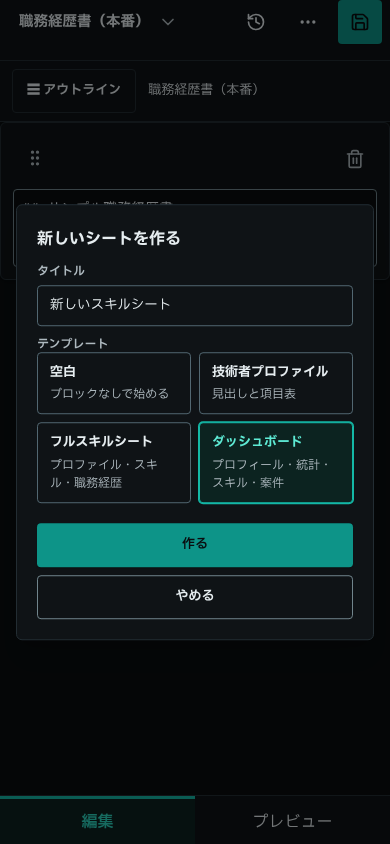 職務経歴書（本番）
アウトライン
職務経歴書（本番）
新しいシートを作る
タイトル
新しいスキルシート
テンプレート
空白
ブロックなしで始める
技術者プロファイル
見出しと項目表
フルスキルシート
プロファイル・スキ
ル・職務経歴
ダッシュボード
プロフィール・統計・
スキル・案件
作る
やめる
編集
プレビュー